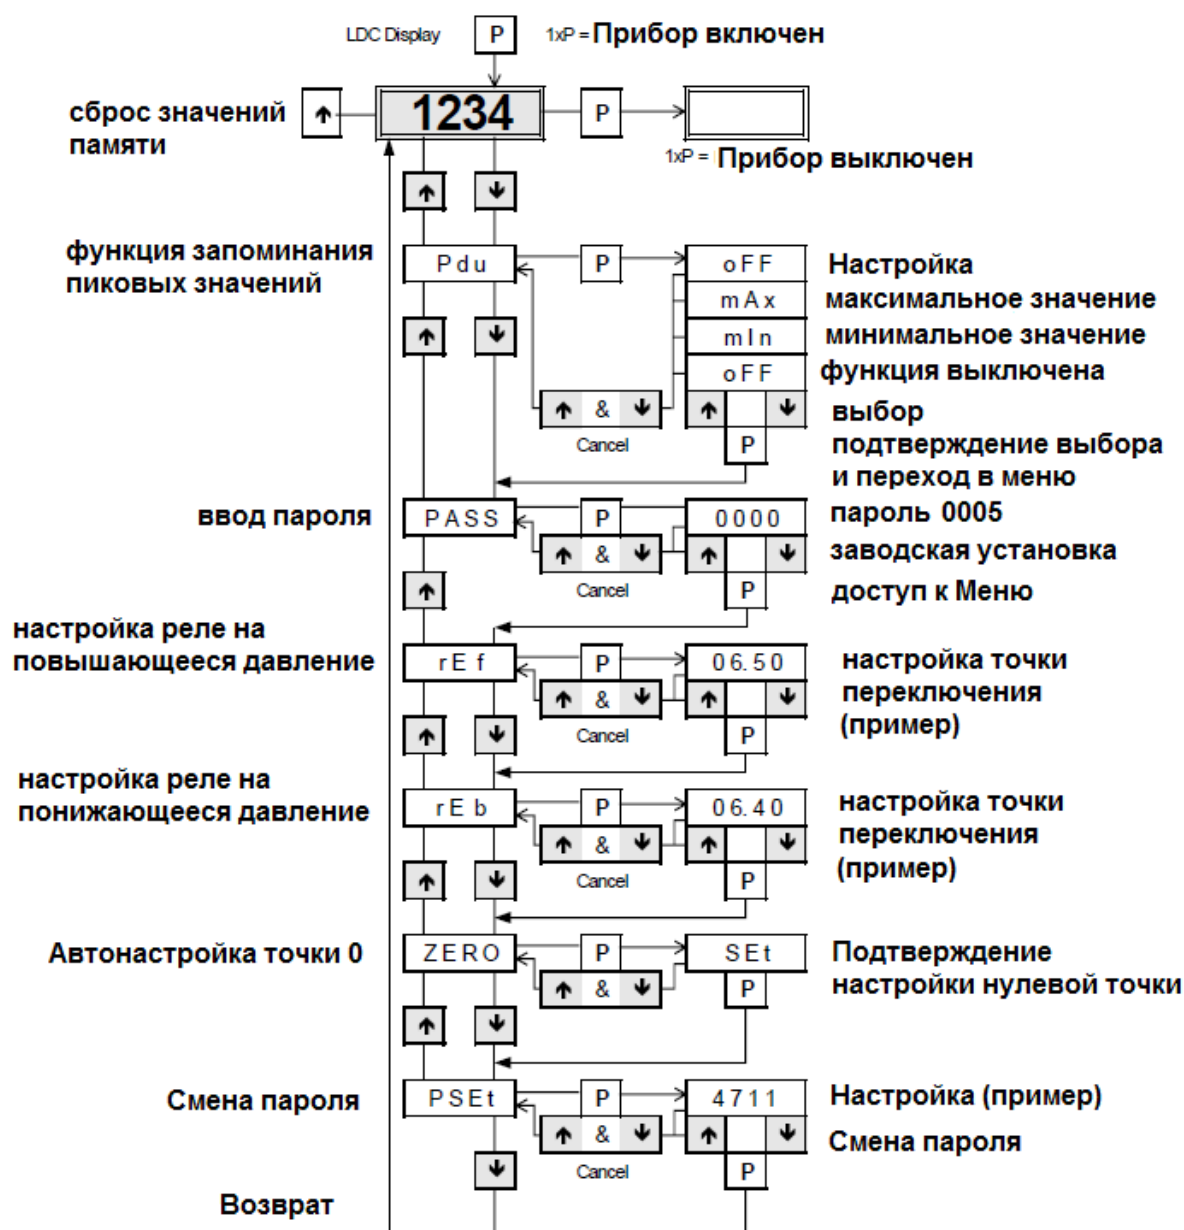 LDC Display P 1xP = Прибор включен
сброс значений
памяти
1234 P
1xP = Прибор выключен
функция запоминания
пиковых значений
Pdu P oFF Настройка
mAx максимальное значение
mIn минимальное значение
oFF функция выключена
& выбор
Cancel P подтверждение выбора
и переход в меню
ввод пароля PASS P 0000 пароль 0005
& заводская установка
Cancel P доступ к Меню
настройка реле на
повышающееся давление
rEf P 06.50 настройка точки
& переключения
Cancel P (пример)
настройка реле на
понижающееся давление
rEb P 06.40 настройка точки
& переключения
Cancel P (пример)
Автонастройка точки 0 ZERO P SEt Подтверждение
& P настройки нулевой точки
Смена пароля PSEt P 4711 Настройка (пример)
& Смена пароля
Cancel P
Возврат